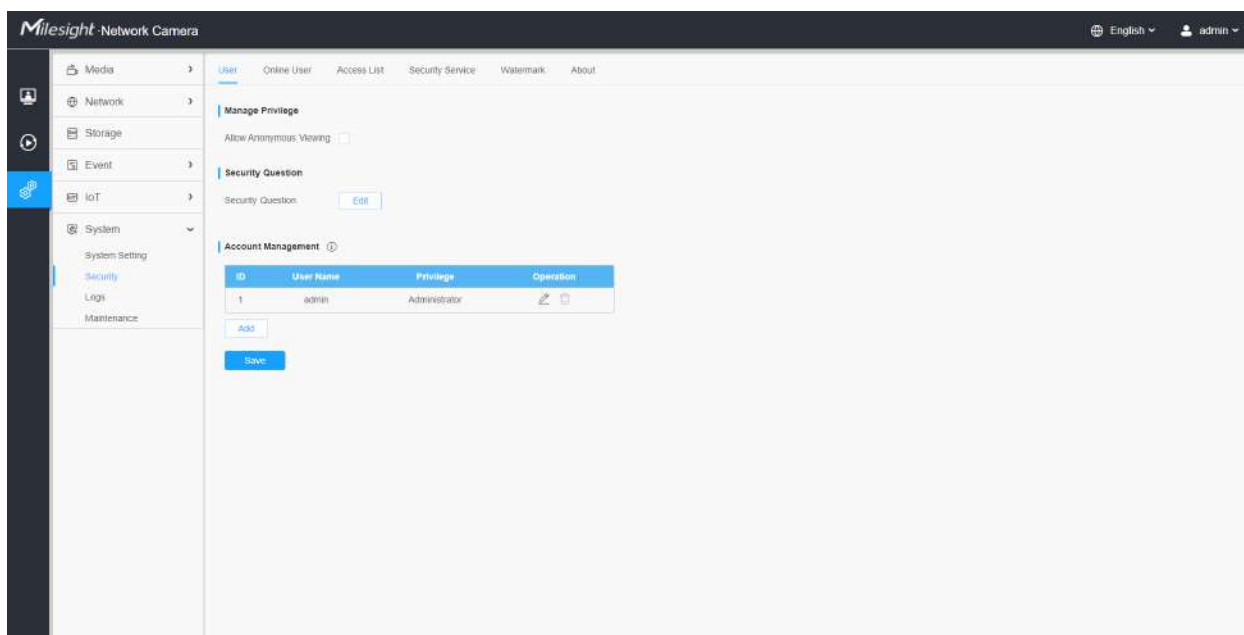 Milesight · Network Camera
English
admin
Media
Network
Storage
Event
IoT
System
System Setting
Security
Logs
Maintenance
User Online User Access List Security Service Watermark About
Manage Privilege
Allow Anonymous Viewing
Security Question
Security Question Edit
Account Management
ID User Name Privilege Operation
1 admin Administrator
Add
Save